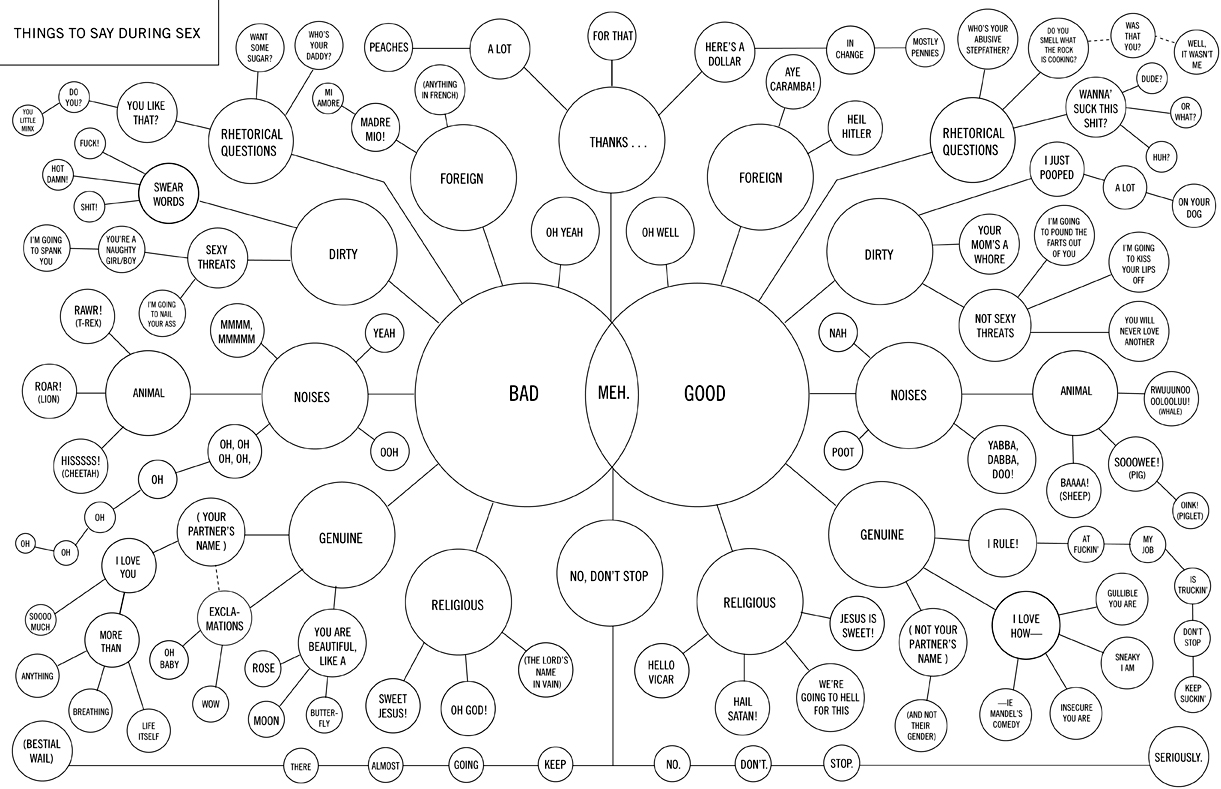 THINGS TO SAY DURING SEX
WANT
SOME
SUGAR?
WHO'S
YOUR
DADDY?
PEACHES
A LOT
FOR THAT
HERE'S A
DOLLAR
IN
CHANGE
MOSTLY
PENNIES
WHO'S YOUR
ABUSIVE
STEPFATHER?
DO YOU
SMELL WHAT
THE ROCK
IS COOKING?
WAS
THAT
YOU?
WELL,
IT WASN'T
ME
YOU
LITTLE
MINX
DO
YOU?
YOU LIKE
THAT?
RHETORICAL
QUESTIONS
MI
AMORE
MADRE
MIO!
(ANYTHING
IN FRENCH)
FOREIGN
THANKS . . .
AYE
CARAMBA!
HEIL
HITLER
FOREIGN
RHETORICAL
QUESTIONS
WANNA'
SUCK THIS
SHIT?
DUDE?
OR
WHAT?
HUH?
FUCK!
HOT
DAMN!
SHIT!
SWEAR
WORDS
DIRTY
I'M GOING
TO SPANK
YOU
YOU'RE A
NAUGHTY
GIRL/BOY
SEXY
THREATS
I'M GOING
TO NAIL
YOUR ASS
OH YEAH
OH WELL
DIRTY
I JUST
POOPED
A LOT
ON YOUR
DOG
YOUR
MOM'S A
WHORE
I'M GOING
TO POUND THE
FARTS OUT
OF YOU
I'M GOING
TO KISS
YOUR LIPS
OFF
NOT SEXY
THREATS
YOU WILL
NEVER LOVE
ANOTHER
RAWR!
(T-REX)
ROAR!
(LION)
HISSSSS!
(CHEETAH)
ANIMAL
MMMM,
MMMMM
YEAH
NOISES
OOH
OH, OH
OH, OH,
OH
OH
OH
OH
BAD
MEH.
GOOD
NAH
NOISES
POOT
YABBA,
DABBA,
DOO!
ANIMAL
RWUUUNOO
OOLOOLUU!
(WHALE)
SOOOWEE!
(PIG)
BAAAA!
(SHEEP)
OINK!
(PIGLET)
( YOUR
PARTNER'S
NAME )
GENUINE
I LOVE
YOU
SOOOO
MUCH
MORE
THAN
ANYTHING
BREATHING
LIFE
ITSELF
EXCLA-
MATIONS
OH
BABY
WOW
YOU ARE
BEAUTIFUL,
LIKE A
ROSE
MOON
BUTTER-
FLY
RELIGIOUS
SWEET
JESUS!
OH GOD!
(THE LORD'S
NAME
IN VAIN)
NO, DON'T STOP
RELIGIOUS
HELLO
VICAR
HAIL
SATAN!
WE'RE
GOING TO HELL
FOR THIS
JESUS IS
SWEET!
GENUINE
I RULE!
AT
FUCKIN'
MY
JOB
IS
TRUCKIN'
DON'T
STOP
KEEP
SUCKIN'
( NOT YOUR
PARTNER'S
NAME )
(AND NOT
THEIR
GENDER)
I LOVE
HOW—
GULLIBLE
YOU ARE
SNEAKY
I AM
INSECURE
YOU ARE
—IE
MANDEL'S
COMEDY
(BESTIAL
WAIL)
THERE
ALMOST
GOING
KEEP
NO.
DON'T.
STOP.
SERIOUSLY.